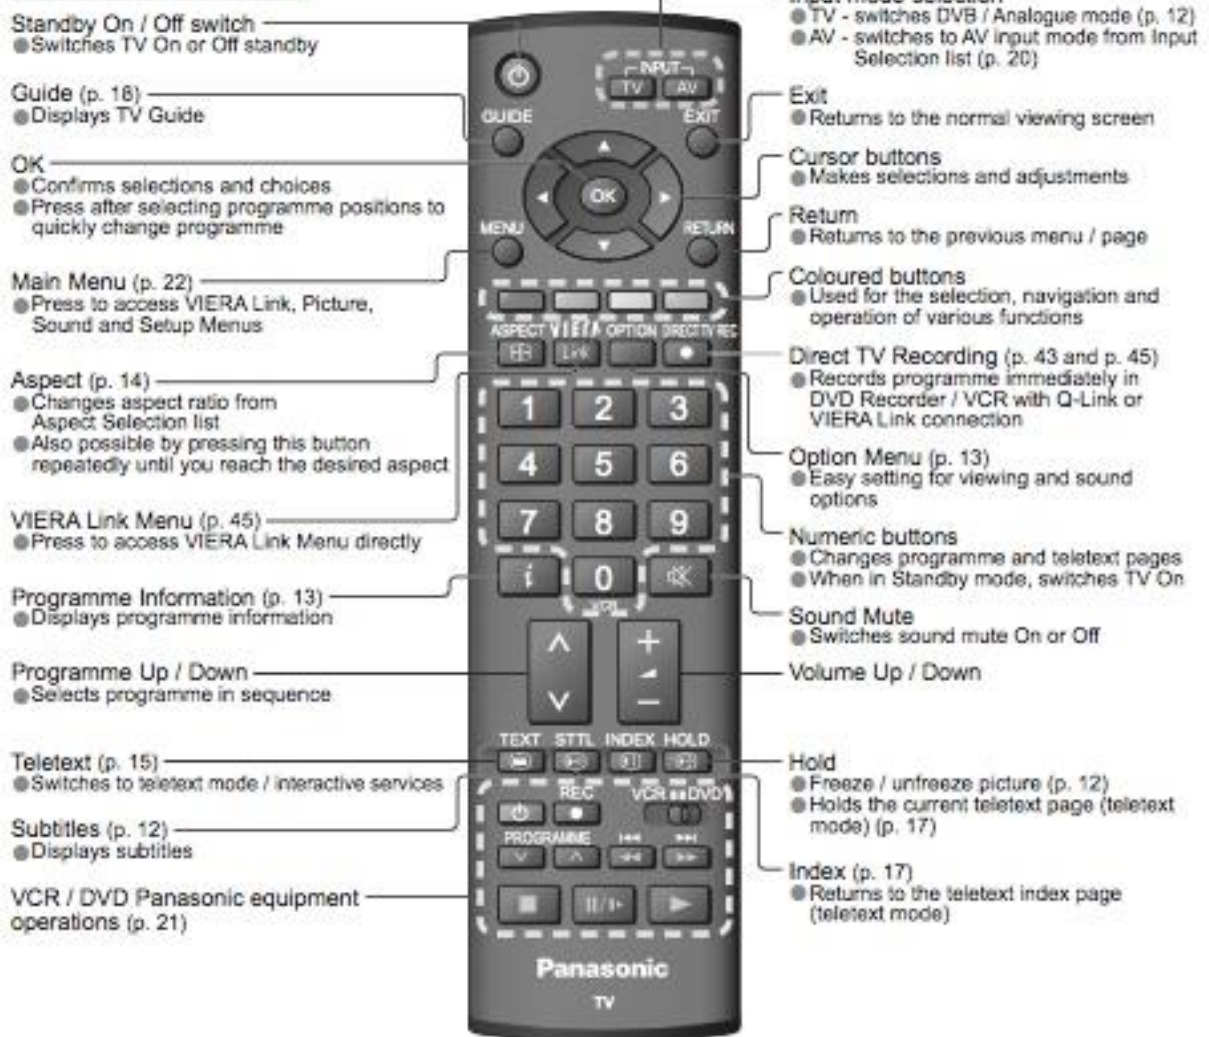 Standby On / Off switch
●Switches TV On or Off standby
Guide (p. 18)
●Displays TV Guide
OK
●Confirms selections and choices
●Press after selecting programme positions to
quickly change programme
Main Menu (p. 22)
●Press to access VIERA Link, Picture,
Sound and Setup Menus
Aspect (p. 14)
●Changes aspect ratio from
Aspect Selection list
●Also possible by pressing this button
repeatedly until you reach the desired aspect
VIERA Link Menu (p. 45)
●Press to access VIERA Link Menu directly
Programme Information (p. 13)
●Displays programme information
Programme Up / Down
●Selects programme in sequence
Teletext (p. 15)
●Switches to teletext mode / interactive services
Subtitles (p. 12)
●Displays subtitles
VCR / DVD Panasonic equipment
operations (p. 21)
INPUT
TV AV
GUIDE EXIT
OK
MENU RETURN
ASPECT VIERA OPTION DIRECT TV REC
Link
1 2 3
4 5 6
7 8 9
i 0
VCR
TEXT STTL INDEX HOLD
REC VCR DVD
PROGRAMME
Panasonic
TV
Input mode selection
●TV - switches DVB / Analogue mode (p. 12)
●AV - switches to AV input mode from Input
Selection list (p. 20)
Exit
●Returns to the normal viewing screen
Cursor buttons
●Makes selections and adjustments
Return
●Returns to the previous menu / page
Coloured buttons
●Used for the selection, navigation and
operation of various functions
Direct TV Recording (p. 43 and p. 45)
●Records programme immediately in
DVD Recorder / VCR with Q-Link or
VIERA Link connection
Option Menu (p. 13)
●Easy setting for viewing and sound
options
Numeric buttons
●Changes programme and teletext pages
●When in Standby mode, switches TV On
Sound Mute
●Switches sound mute On or Off
Volume Up / Down
Hold
●Freeze / unfreeze picture (p. 12)
●Holds the current teletext page (teletext
mode) (p. 17)
Index (p. 17)
●Returns to the teletext index page
(teletext mode)